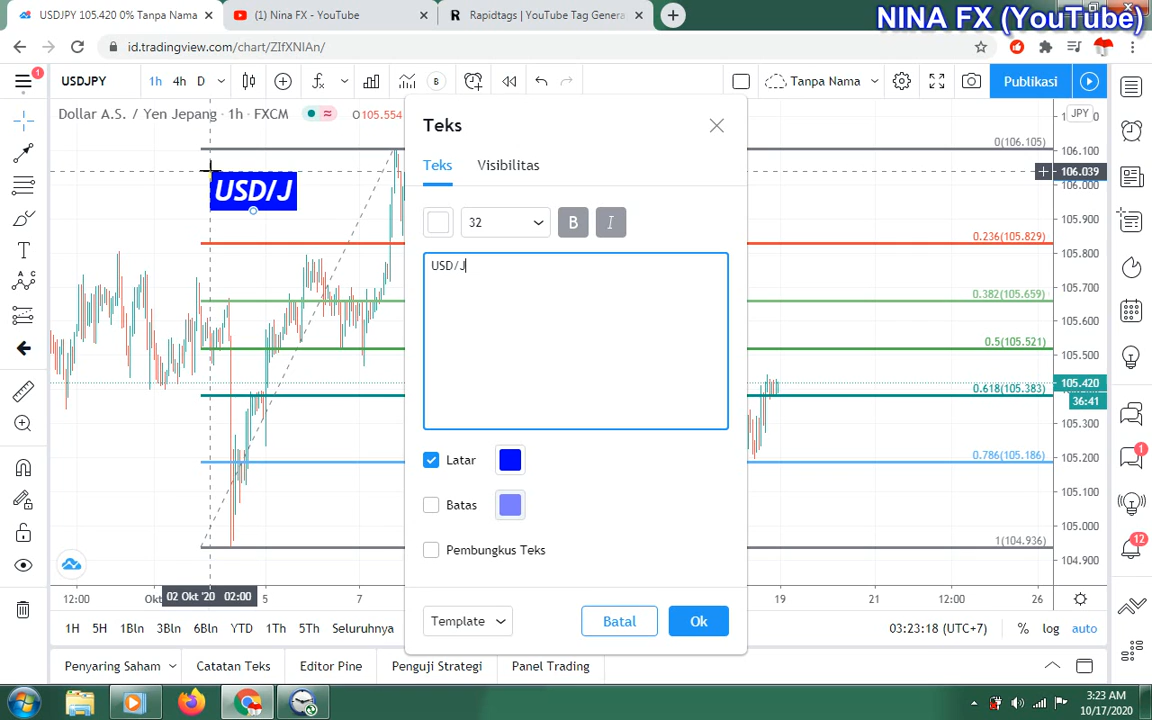 USDJPY 105.420 0% Tanpa Nama
(1) Nina FX - YouTube
Rapidtags | YouTube Tag Genera
NINA FX (YouTube)
id.tradingview.com/chart/ZIfXNIAn/
1
USDJPY
1h
4h
D
B
Tanpa Nama
Publikasi
Dollar A.S. / Yen Jepang · 1h · FXCM
O105.554
JPY
USD/J
Teks
Teks
Visibilitas
32
B
I
USD/J
Latar
Batas
Pembungkus Teks
Template
Batal
Ok
0(106.105)
0.236(105.829)
0.382(105.659)
0.5(105.521)
0.618(105.383)
0.786(105.186)
1(104.936)
106.100
106.039
106.000
105.900
105.800
105.700
105.600
105.500
105.420
36:41
105.300
105.200
105.100
105.000
104.900
1
12
12:00
Okt
02 Okt '20 02:00
5
7
19
21
12:00
26
1H
5H
1Bln
3Bln
6Bln
YTD
1Th
5Th
Seluruhnya
03:23:18 (UTC+7)
%
log
auto
Penyaring Saham
Catatan Teks
Editor Pine
Penguji Strategi
Panel Trading
3:23 AM
10/17/2020